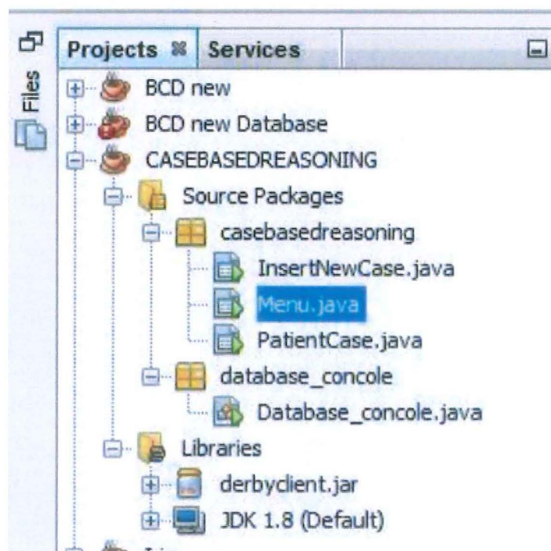 Files
Projects Services
BCD new
BCD new Database
CASEBASEDREASONING
Source Packages
casebasedreasoning
InsertNewCase.java
Menu.java
PatientCase.java
database_concole
Database_concole.java
Libraries
derbyclient.jar
JDK 1.8 (Default)